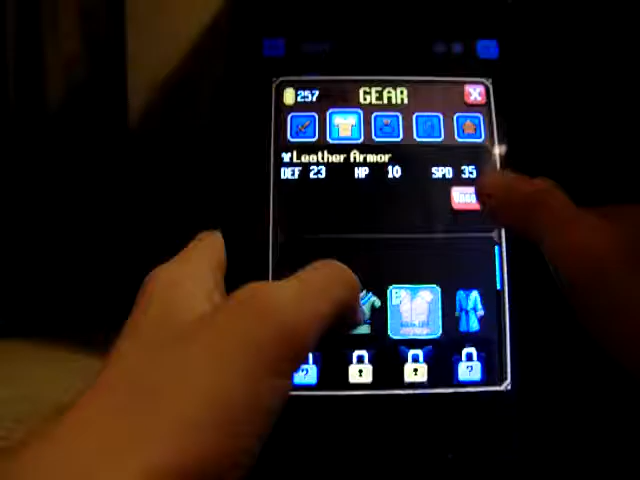 257 GEAR X
Leather Armor
DEF 23 HP 10 SPD 35
E
? ?